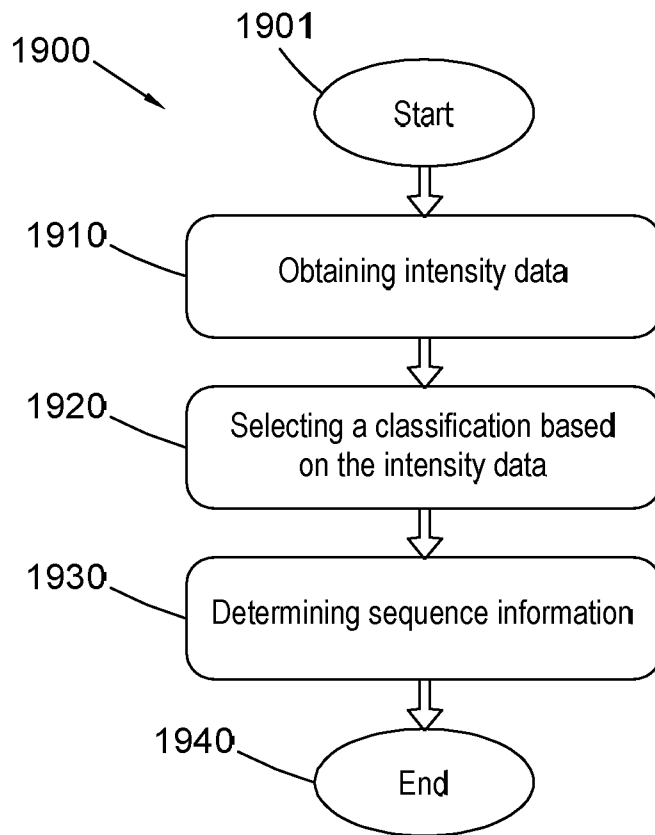 1900
1901
Start
1910
Obtaining intensity data
1920
Selecting a classification based
on the intensity data
1930
Determining sequence information
1940
End